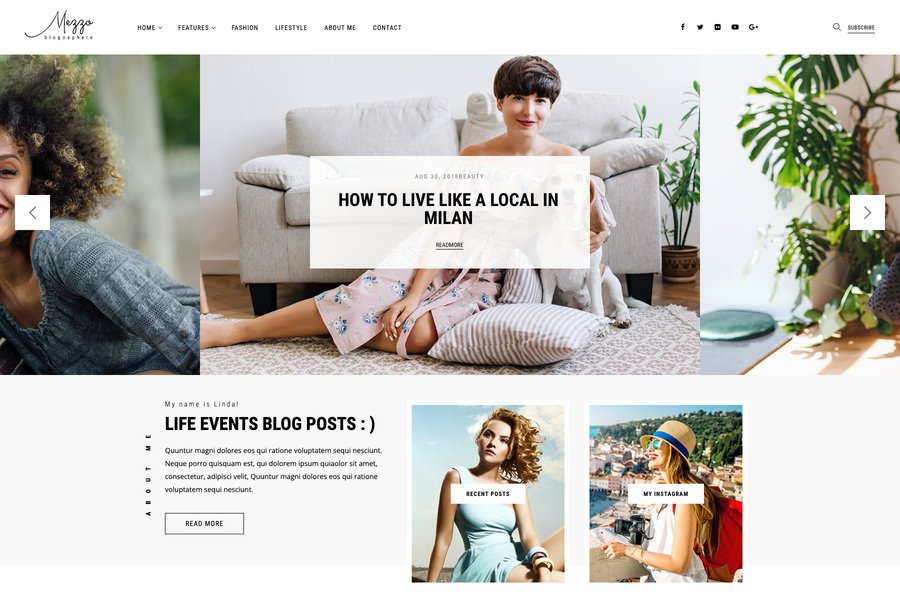 Mezzo
blogosphere
HOME FEATURES FASHION LIFESTYLE ABOUT ME CONTACT
SUBSCRIBE
AUG 30, 2018BEAUTY
HOW TO LIVE LIKE A LOCAL IN
MILAN
READMORE
ABOUT ME
My name is Linda!
LIFE EVENTS BLOG POSTS : )
Quuntur magni dolores eos qui ratione voluptatem sequi nesciunt.
Neque porro quisquam est, qui dolorem ipsum quiaolor sit amet,
consectetur, adipisci velit, Quuntur magni dolores eos qui ratione
voluptatem sequi nesciunt.
READ MORE
RECENT POSTS
MY INSTAGRAM